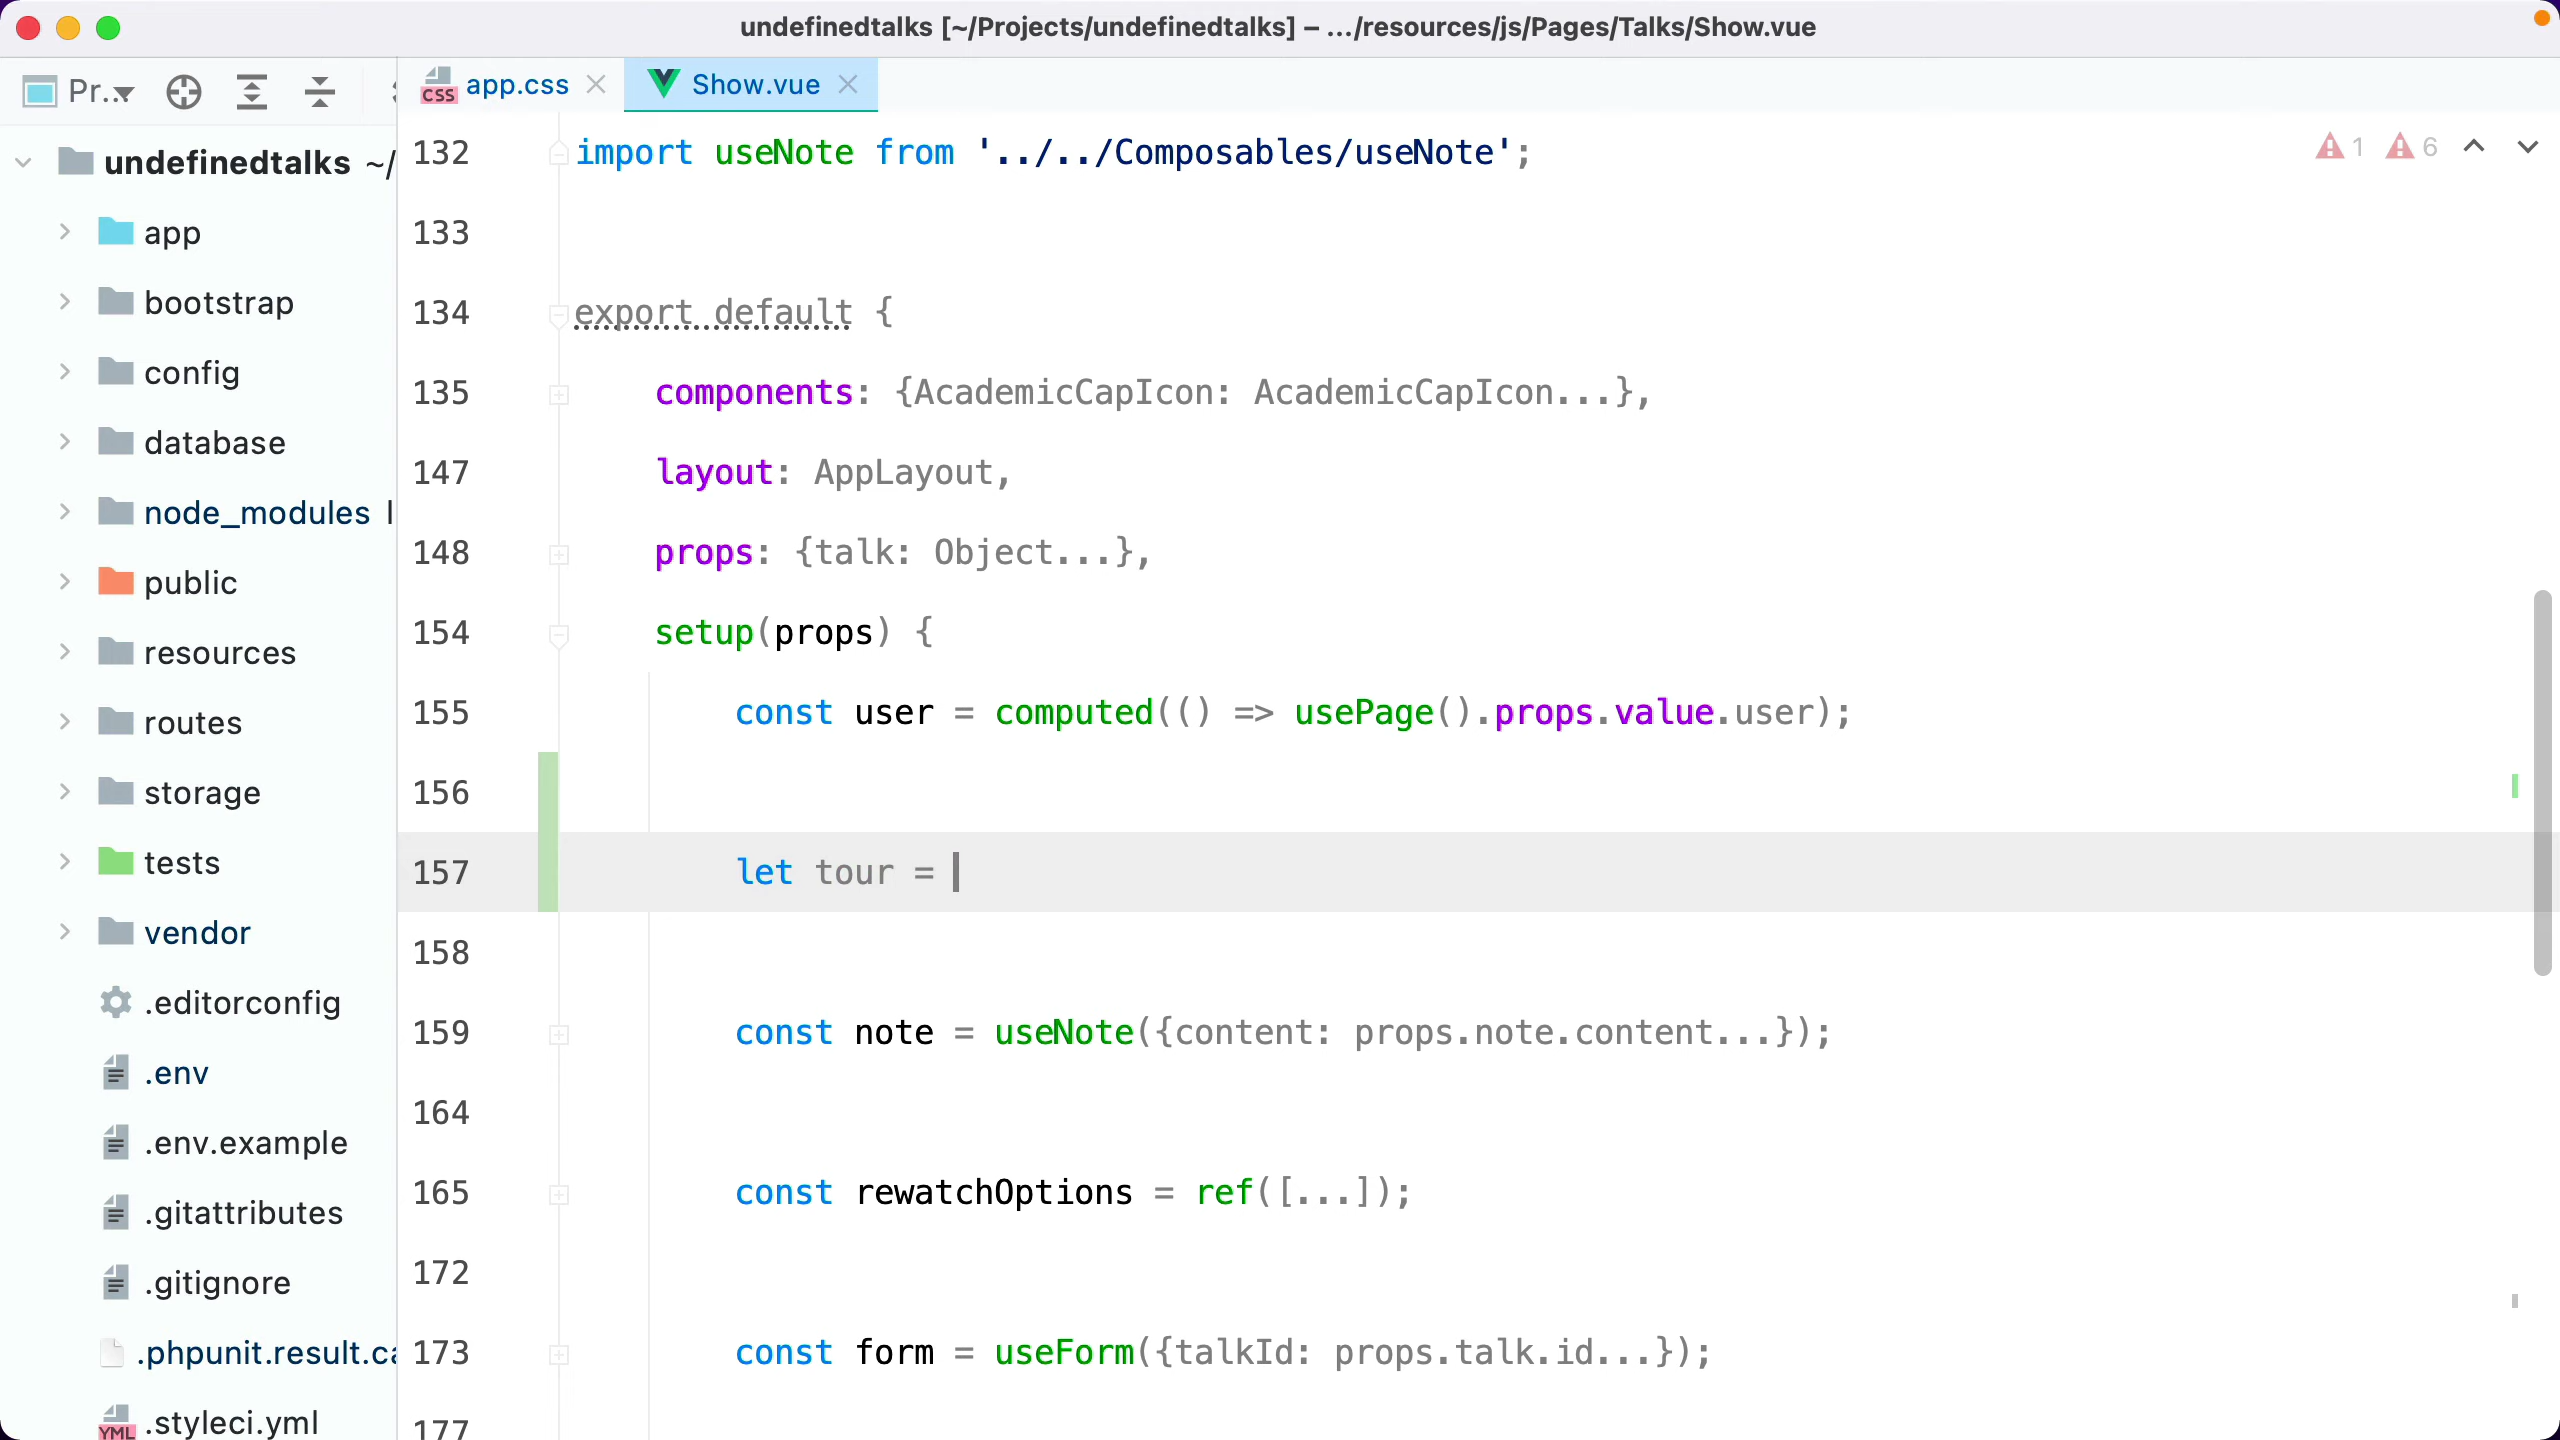 undefinedtalks [~/Projects/undefinedtalks] – .../resources/js/Pages/Talks/Show.vue
Pr...
CSS app.css
Show.vue
undefinedtalks ~/
app
bootstrap
config
database
node_modules l
public
resources
routes
storage
tests
vendor
.editorconfig
.env
.env.example
.gitattributes
.gitignore
.phpunit.result.ca
YML .styleci.yml
1 6
132 import useNote from '../../Composables/useNote';
133
134 export default {
135 components: {AcademicCapIcon: AcademicCapIcon...},
147 layout: AppLayout,
148 props: {talk: Object...},
154 setup(props) {
155 const user = computed(() => usePage().props.value.user);
156
157 let tour =
158
159 const note = useNote({content: props.note.content...});
164
165 const rewatchOptions = ref([...]);
172
173 const form = useForm({talkId: props.talk.id...});
177